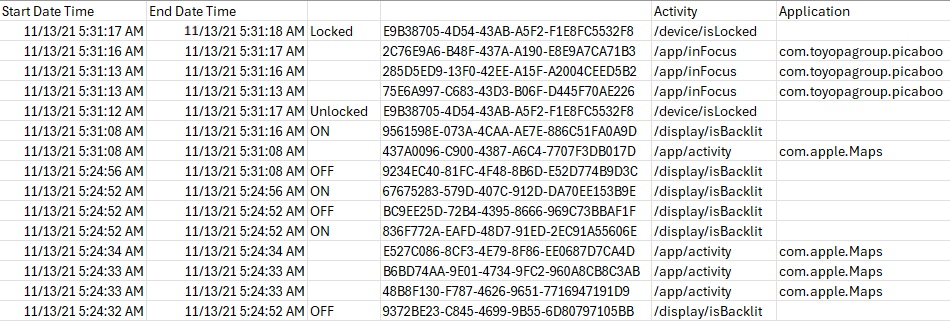 Start Date Time End Date Time Activity Application
11/13/21 5:31:17 AM 11/13/21 5:31:18 AM Locked E9B38705-4D54-43AB-A5F2-F1E8FC5532F8 /device/isLocked
11/13/21 5:31:16 AM 11/13/21 5:31:17 AM 2C76E9A6-B48F-437A-A190-E8E9A7CA71B3 /app/inFocus com.toyopagroup.picaboo
11/13/21 5:31:13 AM 11/13/21 5:31:16 AM 285D5ED9-13F0-42EE-A15F-A2004CEED5B2 /app/inFocus com.toyopagroup.picaboo
11/13/21 5:31:13 AM 11/13/21 5:31:13 AM 75E6A997-C683-43D3-B06F-D445F70AE226 /app/inFocus com.toyopagroup.picaboo
11/13/21 5:31:12 AM 11/13/21 5:31:17 AM Unlocked E9B38705-4D54-43AB-A5F2-F1E8FC5532F8 /device/isLocked
11/13/21 5:31:08 AM 11/13/21 5:31:16 AM ON 9561598E-073A-4CAA-AE7E-886C51FA0A9D /display/isBacklit
11/13/21 5:31:08 AM 11/13/21 5:31:08 AM 437A0096-C900-4387-A6C4-7707F3DB017D /app/activity com.apple.Maps
11/13/21 5:24:56 AM 11/13/21 5:31:08 AM OFF 9234EC40-81FC-4F48-8B6D-E52D774B9D3C /display/isBacklit
11/13/21 5:24:52 AM 11/13/21 5:24:56 AM ON 67675283-579D-407C-912D-DA70EE153B9E /display/isBacklit
11/13/21 5:24:52 AM 11/13/21 5:24:52 AM OFF BC9EE25D-72B4-4395-8666-969C73BBAF1F /display/isBacklit
11/13/21 5:24:52 AM 11/13/21 5:24:52 AM ON 836F772A-EAFD-48D7-91ED-2EC91A55606E /display/isBacklit
11/13/21 5:24:34 AM 11/13/21 5:24:34 AM E527C086-8CF3-4E79-8F86-EE0687D7CA4D /app/activity com.apple.Maps
11/13/21 5:24:33 AM 11/13/21 5:24:33 AM B6BD74AA-9E01-4734-9FC2-960A8CB8C3AB /app/activity com.apple.Maps
11/13/21 5:24:33 AM 11/13/21 5:24:33 AM 48B8F130-F787-4626-9651-7716947191D9 /app/activity com.apple.Maps
11/13/21 5:24:32 AM 11/13/21 5:24:52 AM OFF 9372BE23-C845-4699-9B55-6D80797105BB /display/isBacklit